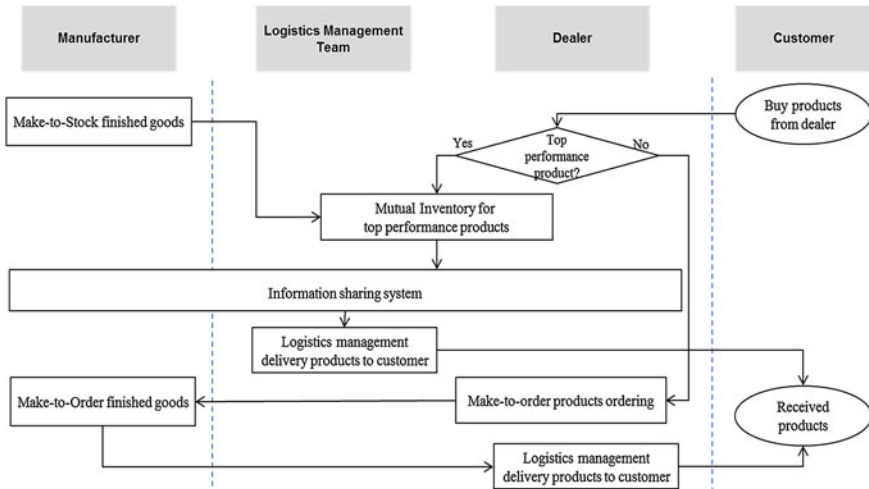 Manufacturer
Logistics Management
Team
Dealer
Customer
Make-to-Stock finished goods
Buy products
from dealer
Yes
Top
performance
product?
No
Mutual Inventory for
top performance products
Information sharing system
Logistics management
delivery products to customer
Make-to-Order finished goods
Make-to-order products ordering
Received
products
Logistics management
delivery products to customer